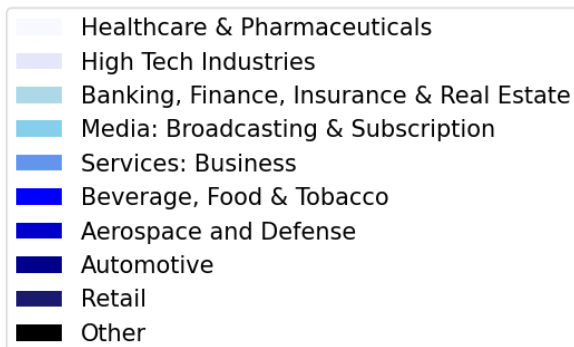 Healthcare & Pharmaceuticals
High Tech Industries
Banking, Finance, Insurance & Real Estate
Media: Broadcasting & Subscription
Services: Business
Beverage, Food & Tobacco
Aerospace and Defense
Automotive
Retail
Other